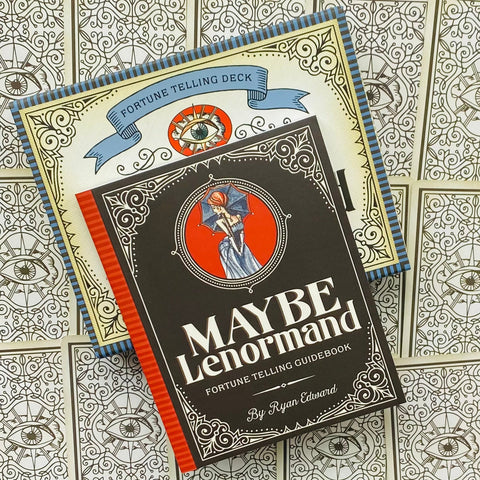 FORTUNE TELLING DECK
MAYBE
Lenormand
FORTUNE TELLING GUIDEBOOK
By Ryan Edward